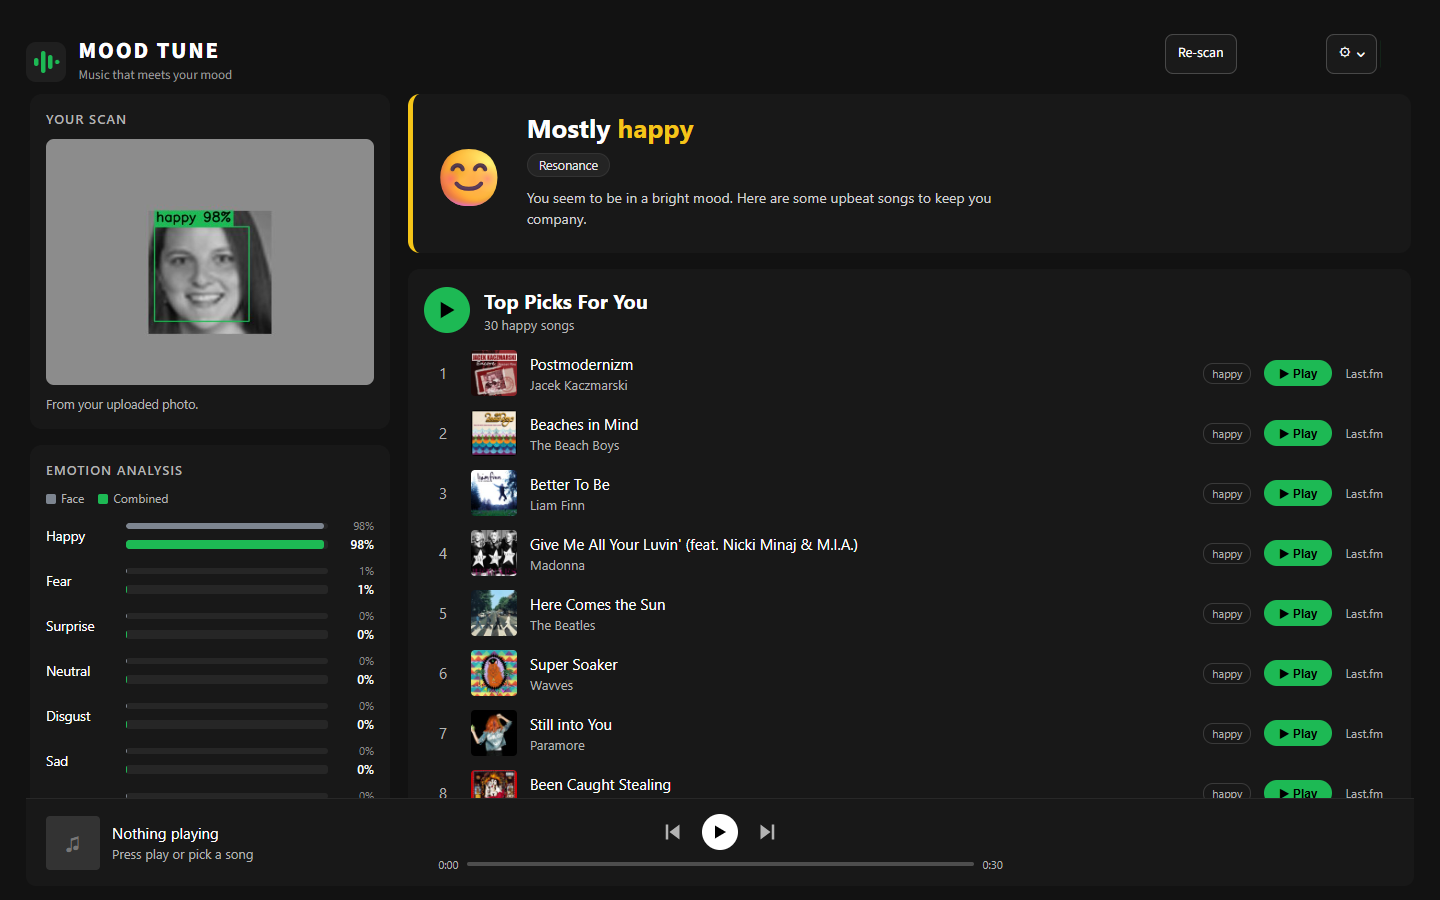 MOOD TUNE
Music that meets your mood
Re-scan
YOUR SCAN
happy 98%
From your uploaded photo.
EMOTION ANALYSIS
Face
Combined
Happy
98%
98%
Fear
1%
1%
Surprise
0%
0%
Neutral
0%
0%
Disgust
0%
0%
Sad
0%
0%
0%
Mostly happy
Resonance
You seem to be in a bright mood. Here are some upbeat songs to keep you
company.
Top Picks For You
30 happy songs
1
Postmodernizm
Jacek Kaczmarski
happy
Play
Last.fm
2
Beaches in Mind
The Beach Boys
happy
Play
Last.fm
3
Better To Be
Liam Finn
happy
Play
Last.fm
4
Give Me All Your Luvin' (feat. Nicki Minaj & M.I.A.)
Madonna
happy
Play
Last.fm
5
Here Comes the Sun
The Beatles
happy
Play
Last.fm
6
Super Soaker
Wavves
happy
Play
Last.fm
7
Still into You
Paramore
happy
Play
Last.fm
8
Been Caught Stealing
happy
Play
Last.fm
Nothing playing
Press play or pick a song
0:00
0:30